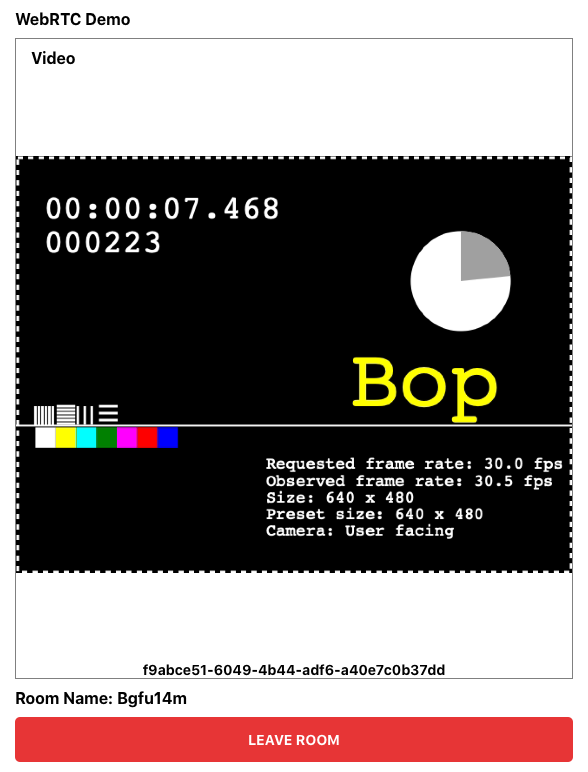 WebRTC Demo
Video
00:00:07.468
000223
Bop
Requested frame rate: 30.0 fps
Observed frame rate: 30.5 fps
Size: 640 x 480
Preset size: 640 x 480
Camera: User facing
f9abce51-6049-4b44-adf6-a40e7c0b37dd
Room Name: Bgfu14m
LEAVE ROOM